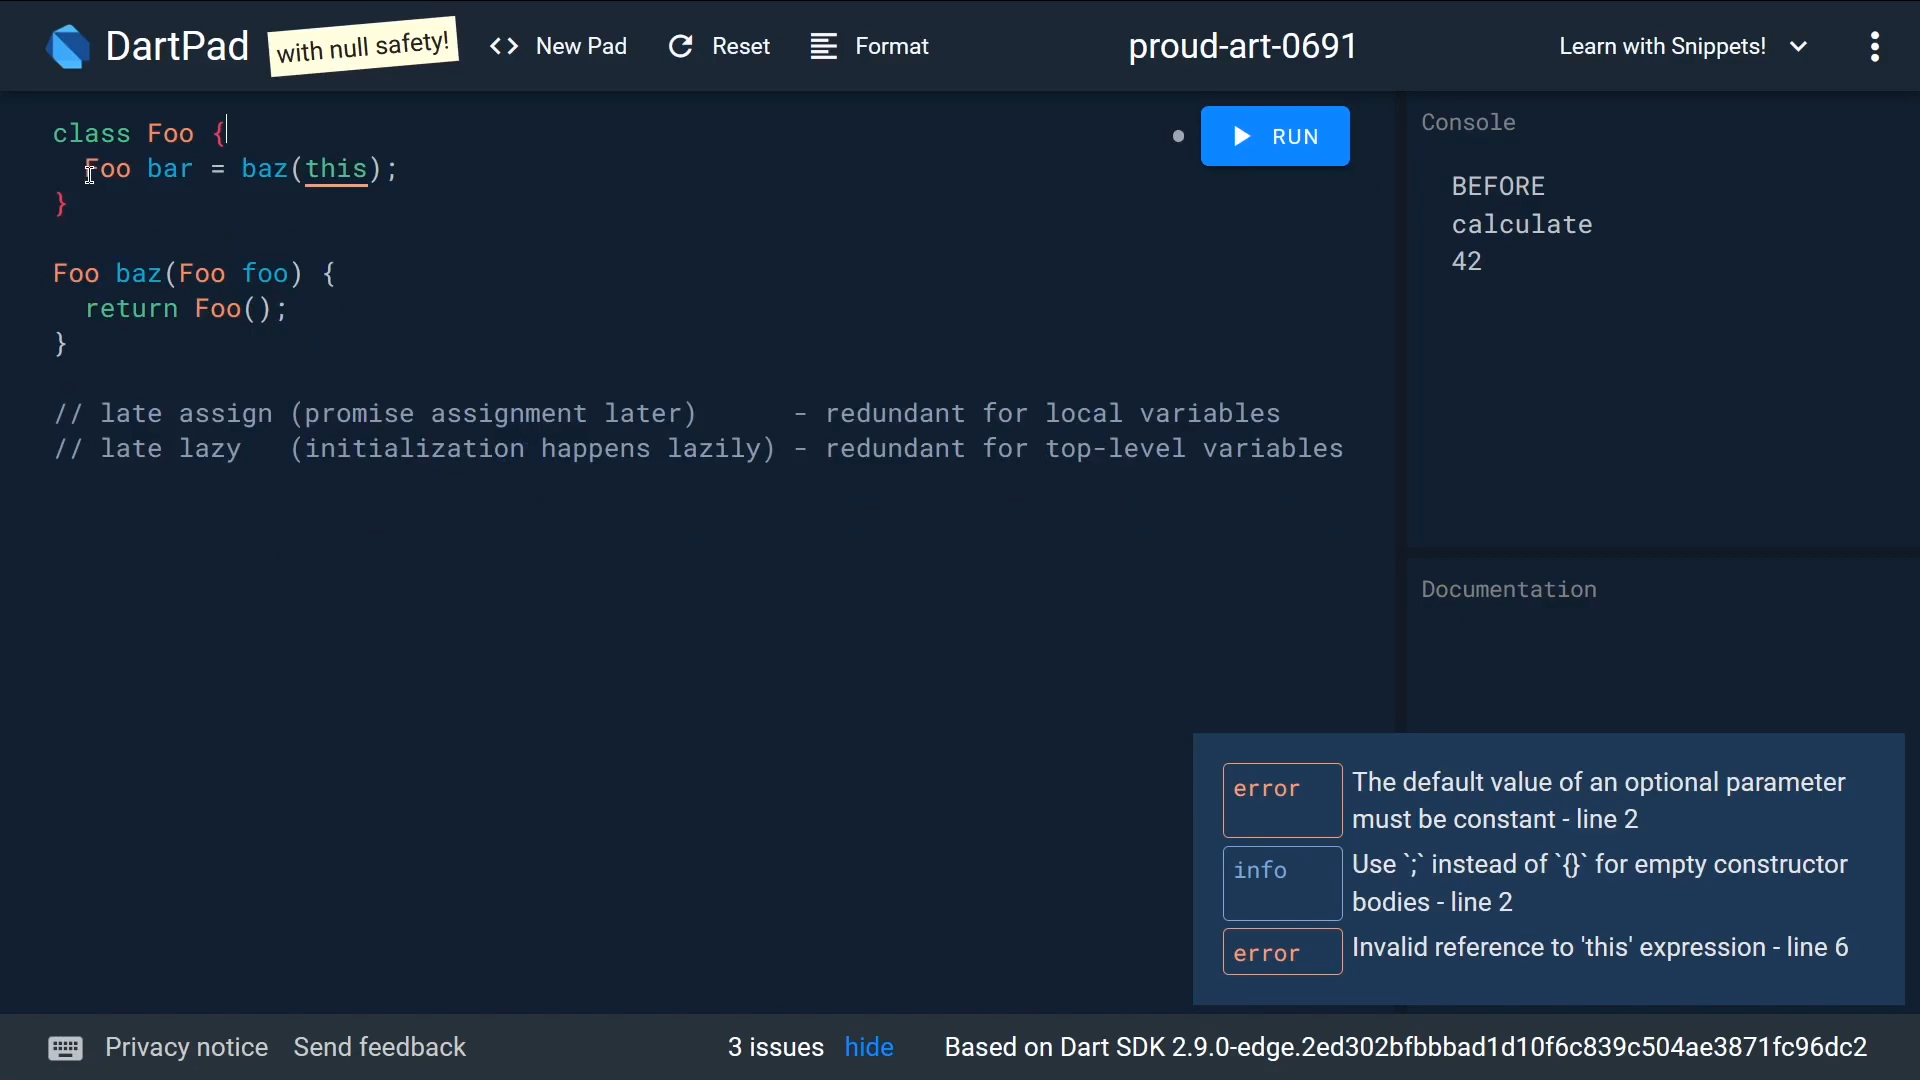 DartPad
with null safety!
<> New Pad
Reset
Format
proud-art-0691
Learn with Snippets!
class Foo {
  Foo bar = baz(this);
}
Foo baz(Foo foo) {
  return Foo();
}
// late assign (promise assignment later)      - redundant for local variables
// late lazy   (initialization happens lazily) - redundant for top-level variables
RUN
Console
BEFORE
calculate
42
Documentation
error The default value of an optional parameter
must be constant - line 2
info Use `;` instead of `{}` for empty constructor
bodies - line 2
error Invalid reference to 'this' expression - line 6
Privacy notice
Send feedback
3 issues hide
Based on Dart SDK 2.9.0-edge.2ed302bfbbbad1d10f6c839c504ae3871fc96dc2